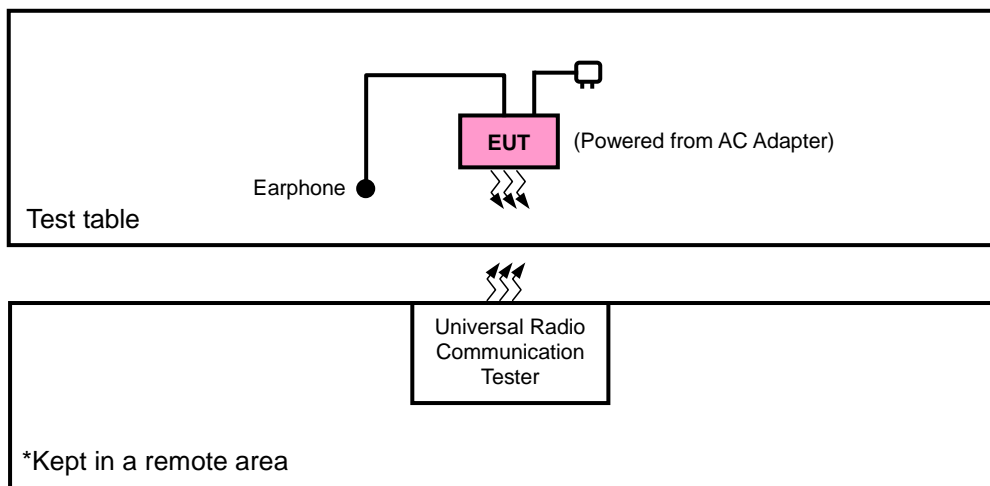 EUT
(Powered from AC Adapter)
Earphone
Test table
Universal Radio
Communication
Tester
*Kept in a remote area